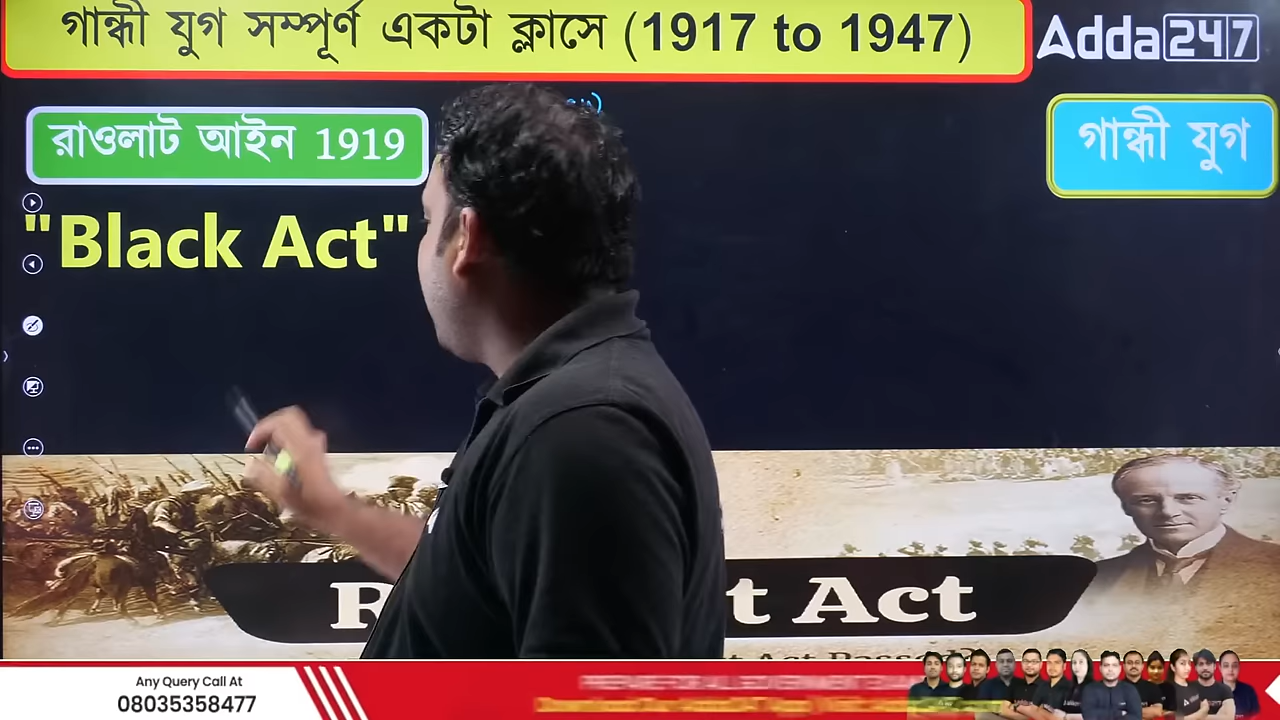 গান্ধী যুগ সম্পূর্ণ একটা ক্লাসে (1917 to 1947)
Adda247
রাওলাট আইন 1919
গান্ধী যুগ
"Black Act"
t Act
Any Query Call At
08035358477